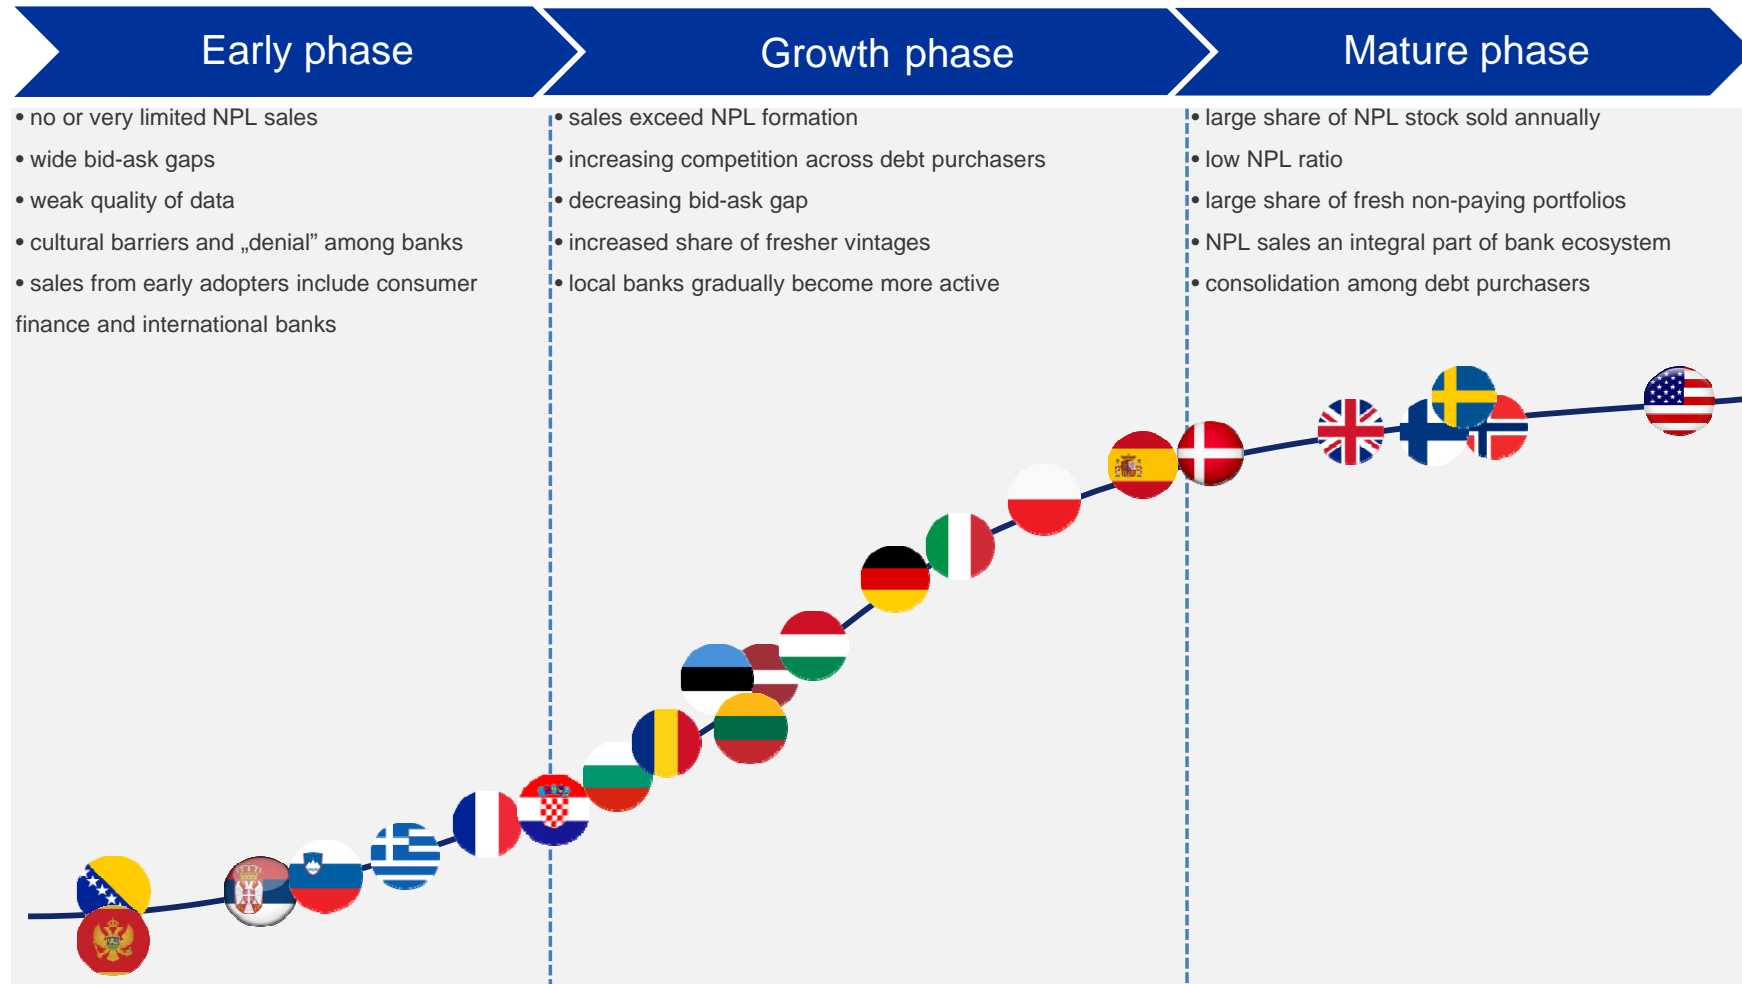 Early phase
Growth phase
Mature phase
• no or very limited NPL sales
• wide bid-ask gaps
• weak quality of data
• cultural barriers and „denial” among banks
• sales from early adopters include consumer
finance and international banks
• sales exceed NPL formation
• increasing competition across debt purchasers
• decreasing bid-ask gap
• increased share of fresher vintages
• local banks gradually become more active
• large share of NPL stock sold annually
• low NPL ratio
• large share of fresh non-paying portfolios
• NPL sales an integral part of bank ecosystem
• consolidation among debt purchasers